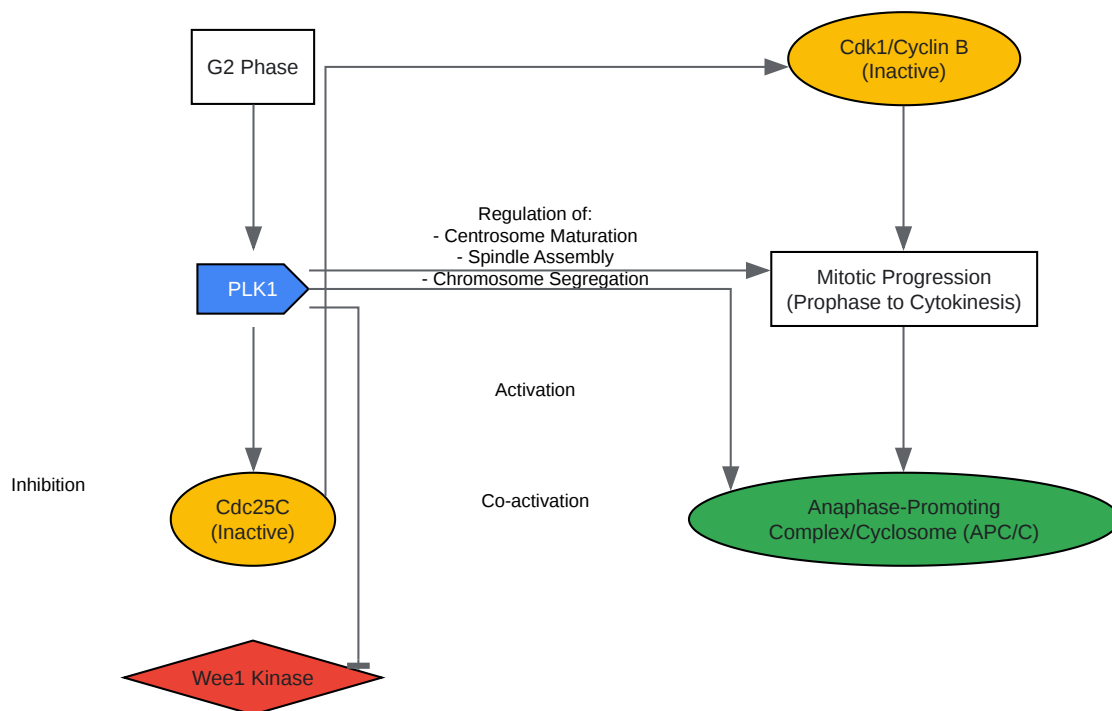 Cdk1/Cyclin B
(Inactive)
G2 Phase
Regulation of:
- Centrosome Maturation
- Spindle Assembly
- Chromosome Segregation
PLK1
Mitotic Progression
(Prophase to Cytokinesis)
Activation
Inhibition
Co-activation
Cdc25C
(Inactive)
Anaphase-Promoting
Complex/Cyclosome (APC/C)
Wee1 Kinase